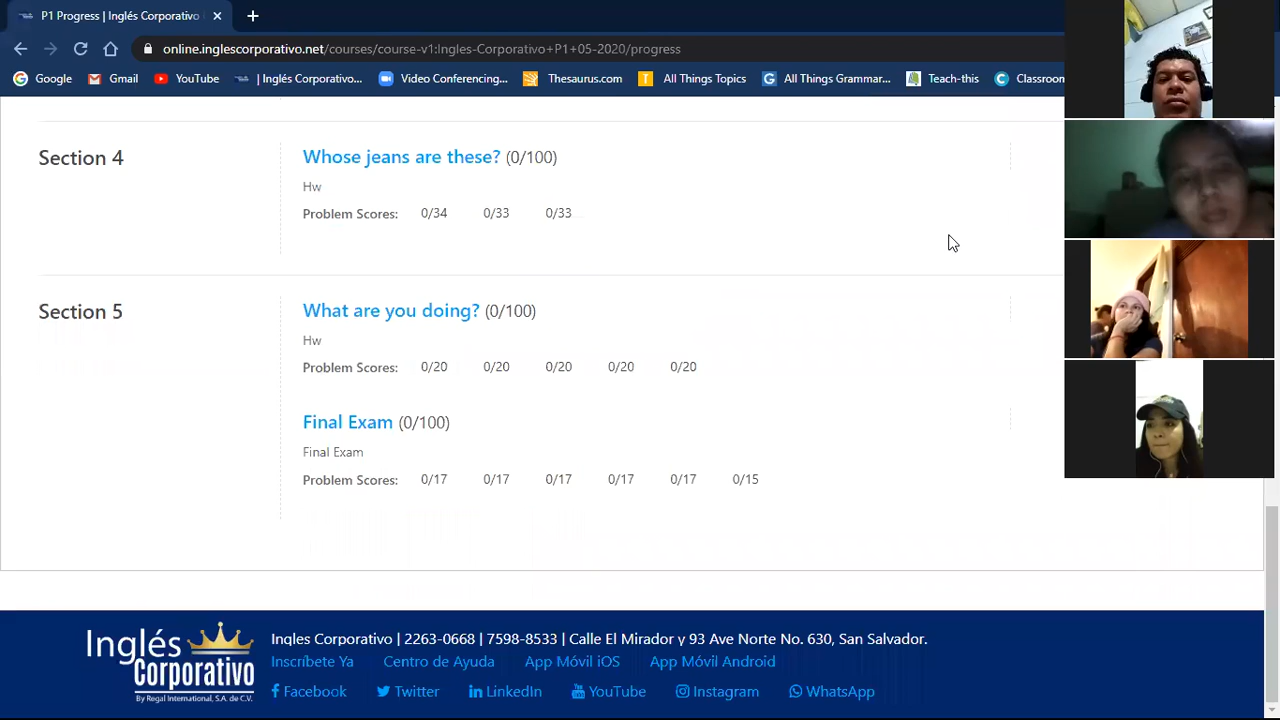 P1 Progress | Inglés Corporativo
online.inglescorporativo.net/courses/course-v1:Ingles-Corporativo+P1+05-2020/progress
Google Gmail YouTube | Inglés Corporativo... Video Conferencing... Thesaurus.com All Things Topics All Things Grammar... Teach-this Classroom
Section 4
Whose jeans are these? (0/100)
Hw
Problem Scores: 0/34 0/33 0/33
Section 5
What are you doing? (0/100)
Hw
Problem Scores: 0/20 0/20 0/20 0/20 0/20
Final Exam (0/100)
Final Exam
Problem Scores: 0/17 0/17 0/17 0/17 0/17 0/15
Inglés Corporativo
By Regal International, S.A. de C.V.
Ingles Corporativo | 2263-0668 | 7598-8533 | Calle El Mirador y 93 Ave Norte No. 630, San Salvador.
Inscríbete Ya Centro de Ayuda App Móvil iOS App Móvil Android
Facebook Twitter LinkedIn YouTube Instagram WhatsApp